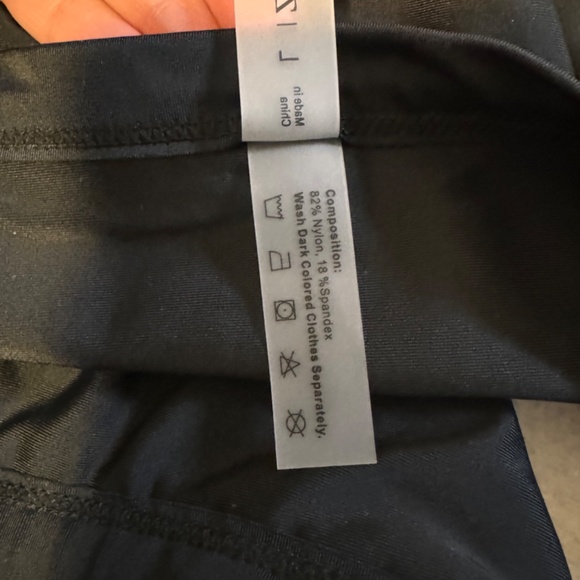 L
Made in
China
Composition:
82% Nylon, 18 %Spandex
Wash Dark Colored Clothes Separately.